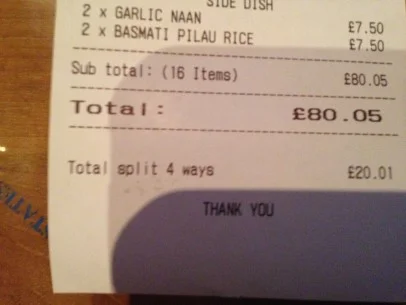 SIDE DISH
2 x GARLIC NAAN £7.50
2 x BASMATI PILAU RICE £7.50
Sub total: (16 Items) £80.05
Total: £80.05
Total split 4 ways £20.01
THANK YOU